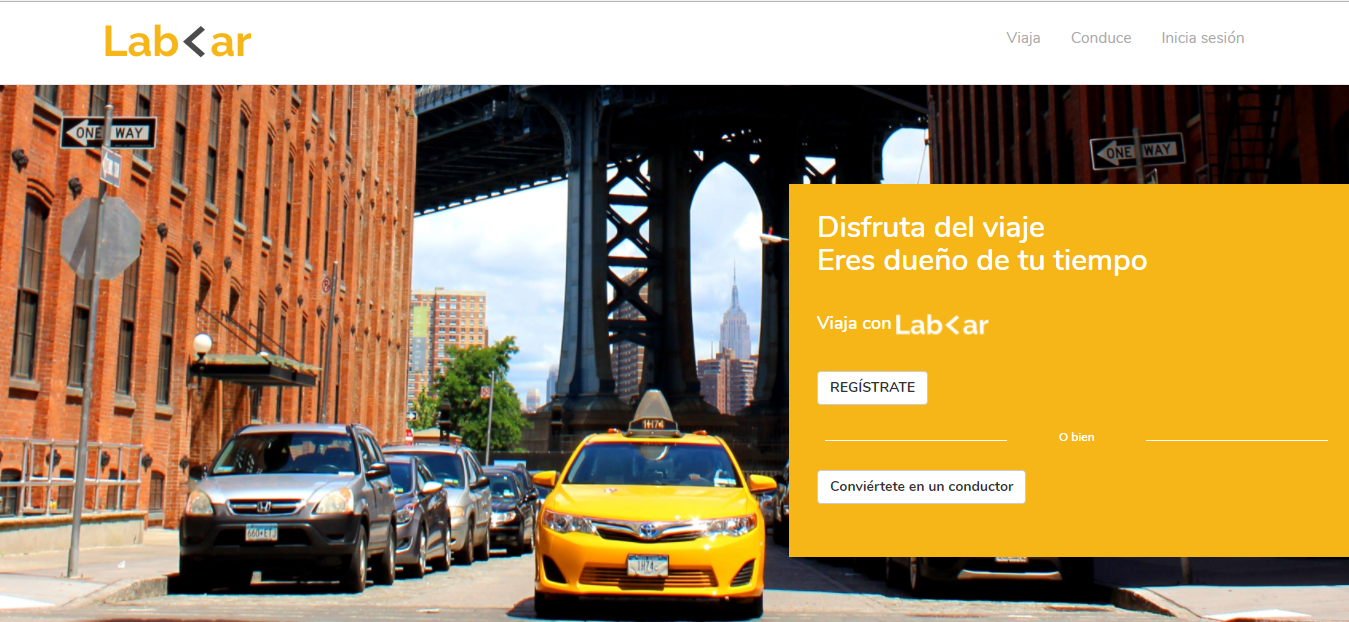 Lab<ar
Viaja
Conduce
Inicia sesión
ONE WAY
ONE WAY
Disfruta del viaje
Eres dueño de tu tiempo
Viaja con Lab<ar
REGÍSTRATE
O bien
Conviértete en un conductor
1H74